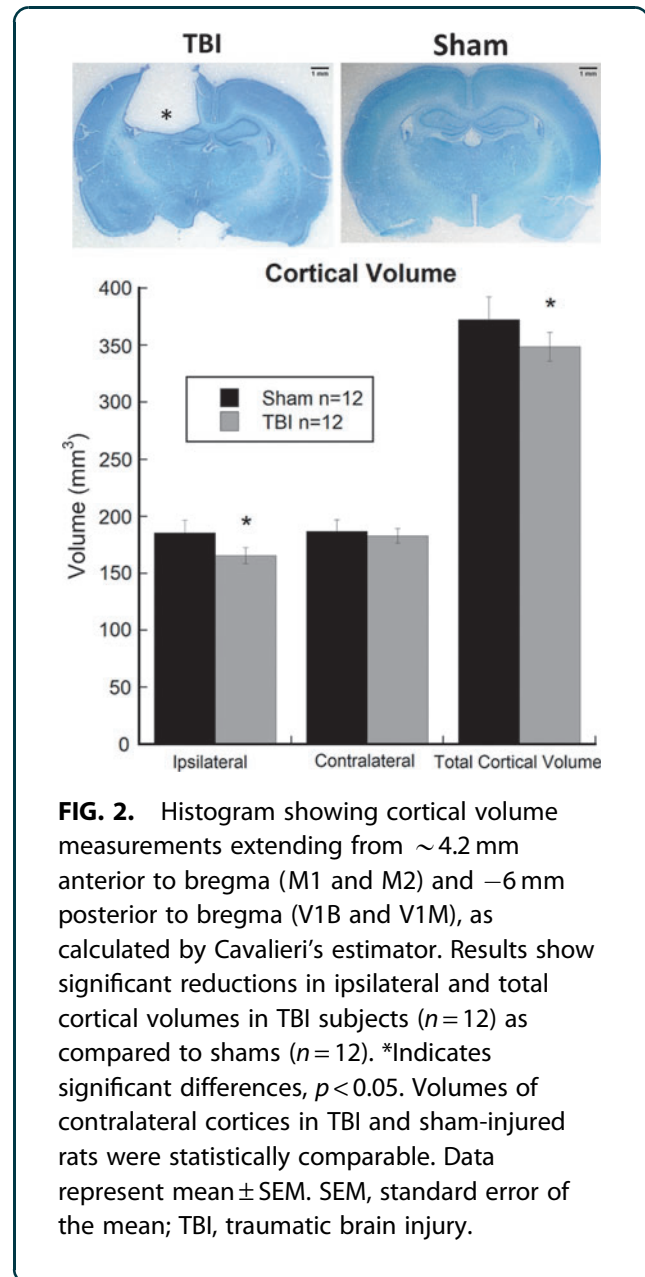 TBI
Sham
1 mm
1 mm
*
Cortical Volume
400
350
300
250
200
150
100
50
0
Volume (mm³)
Sham n=12
TBI n=12
*
*
Ipsilateral
Contralateral
Total Cortical Volume
FIG. 2. Histogram showing cortical volume
measurements extending from ~4.2 mm
anterior to bregma (M1 and M2) and −6 mm
posterior to bregma (V1B and V1M), as
calculated by Cavalieri's estimator. Results show
significant reductions in ipsilateral and total
cortical volumes in TBI subjects (n = 12) as
compared to shams (n = 12). *Indicates
significant differences, p < 0.05. Volumes of
contralateral cortices in TBI and sham-injured
rats were statistically comparable. Data
represent mean ± SEM. SEM, standard error of
the mean; TBI, traumatic brain injury.